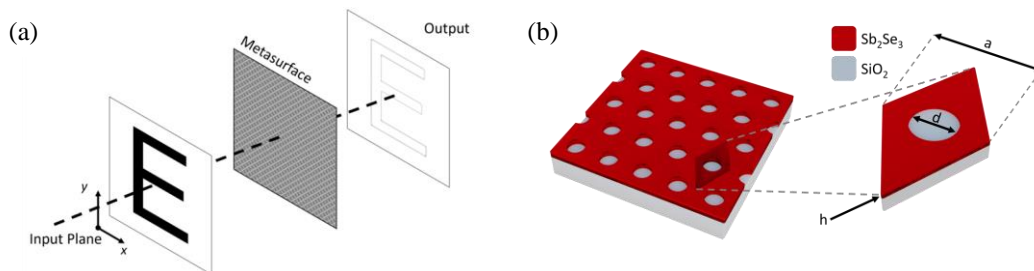 (a)
Output
Metasurface
y
x
Input Plane
(b)
Sb₂Se₃
SiO₂
a
d
h